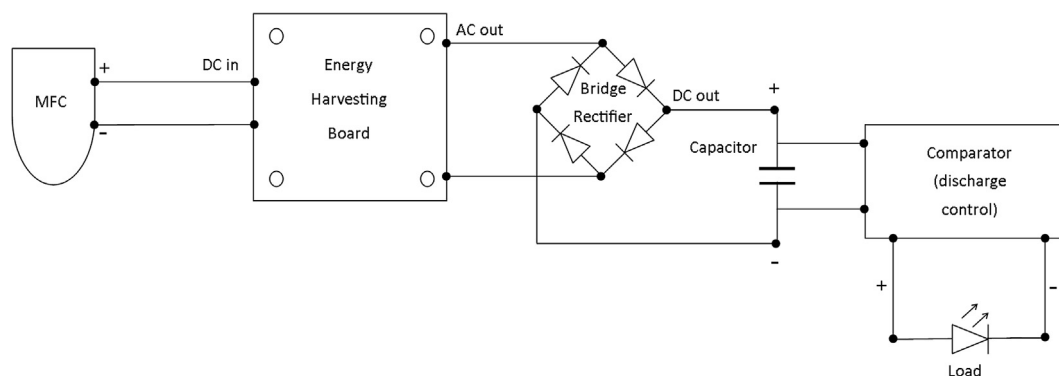 MFC
+
-
DC in
Energy
Harvesting
Board
AC out
Bridge
Rectifier
DC out
+
Capacitor
-
Comparator
(discharge
control)
+
-
Load